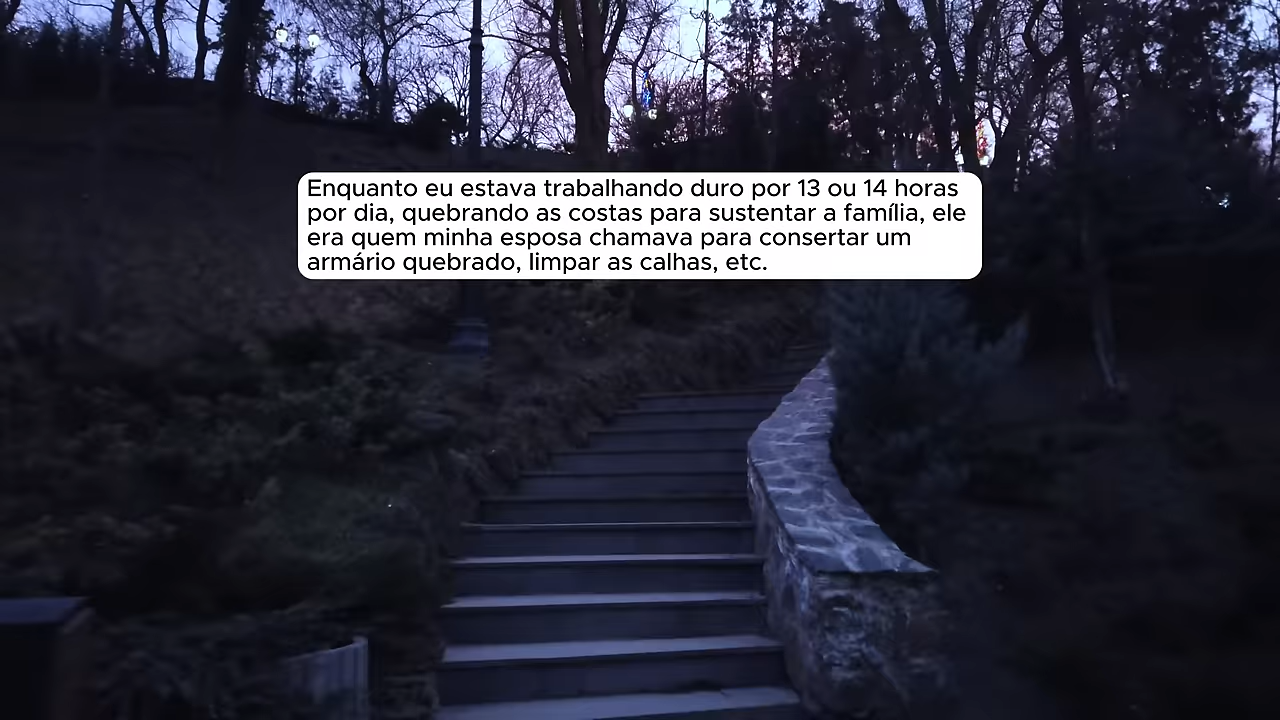 Enquanto eu estava trabalhando duro por 13 ou 14 horas
por dia, quebrando as costas para sustentar a família, ele
era quem minha esposa chamava para consertar um
armário quebrado, limpar as calhas, etc.